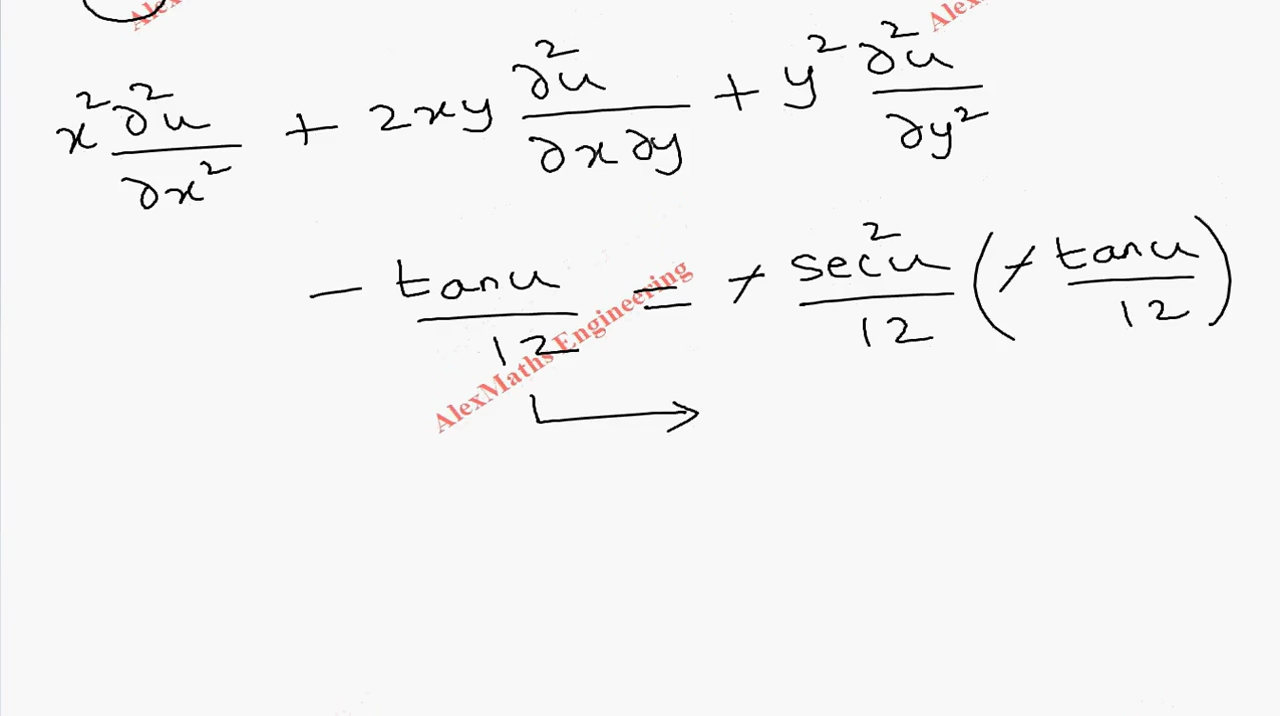 x² ∂²u/∂x² + 2xy ∂²u/∂x∂y + y² ∂²u/∂y²
- tanu/12 = - sec²u/12 (- tanu/12)
AlexMaths Engineering